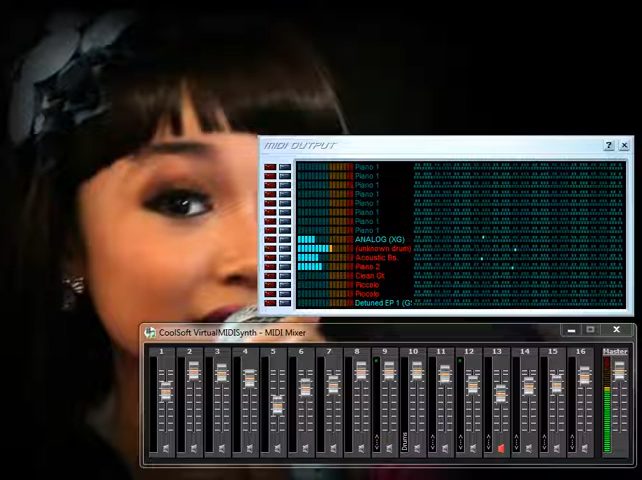 MIDI OUTPUT
Piano 1
Piano 1
Piano 1
Piano 1
Piano 1
Piano 1
Piano 1
Piano 1
ANALOG (XG)
(unknown drum)
Acoustic Bs.
Piano 2
Clean Gt
Piccolo
Piccolo
Detuned EP 1 (G:
CoolSoft VirtualMIDISynth - MIDI Mixer
1 2 3 4 5 6 7 8 9 10 11 12 13 14 15 16 Master
Drums